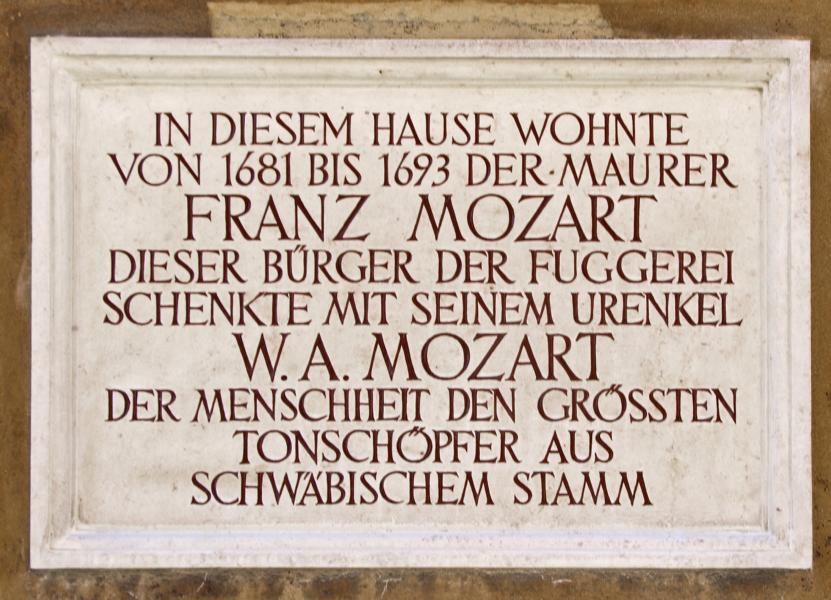 IN DIESEM HAUSE WOHNTE
VON 1681 BIS 1693 DER MAURER
FRANZ MOZART
DIESER BÜRGER DER FUGGEREI
SCHENKTE MIT SEINEM URENKEL
W. A. MOZART
DER MENSCHHEIT DEN GRÖSSTEN
TONSCHÖPFER AUS
SCHWÄBISCHEM STAMM